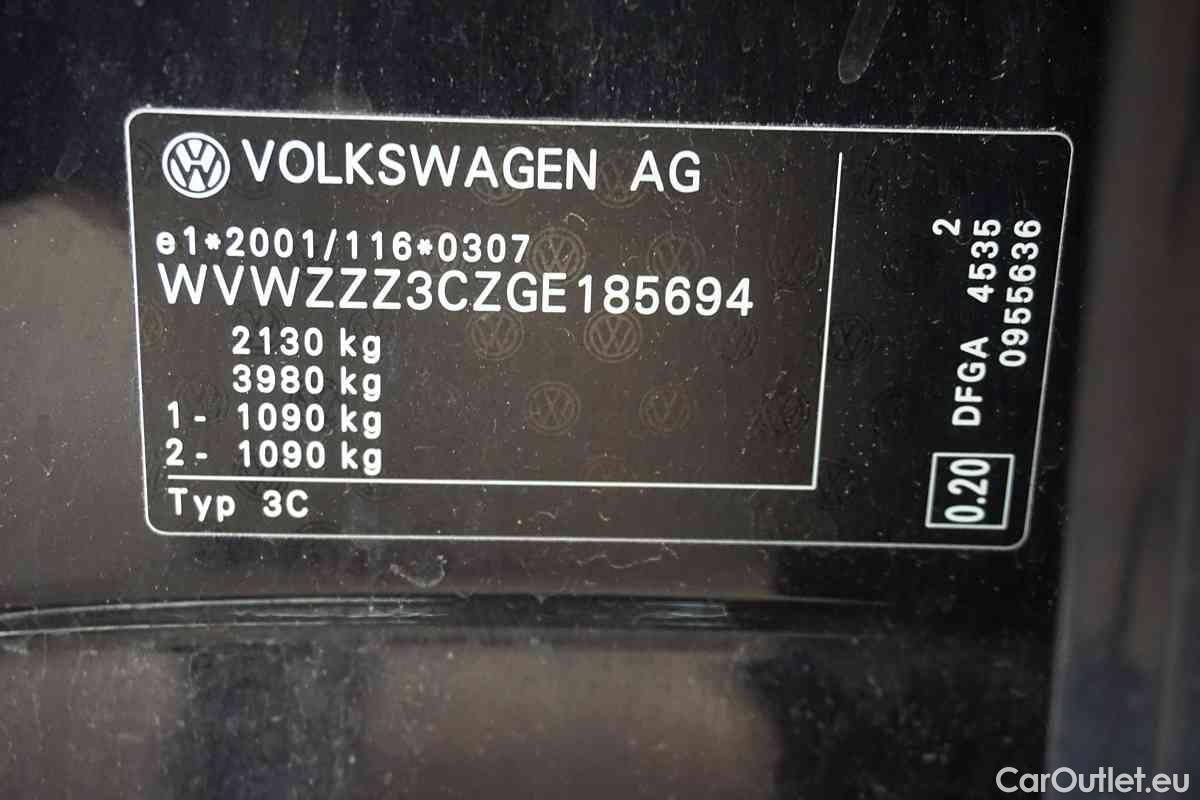 VOLKSWAGEN AG
e1*2001/116*0307
WVWZZZ3CZGE185694
2130 kg
3980 kg
1- 1090 kg
2- 1090 kg
Typ 3C
2
DFGA 4535
0955636
0.20
CarOutlet.eu